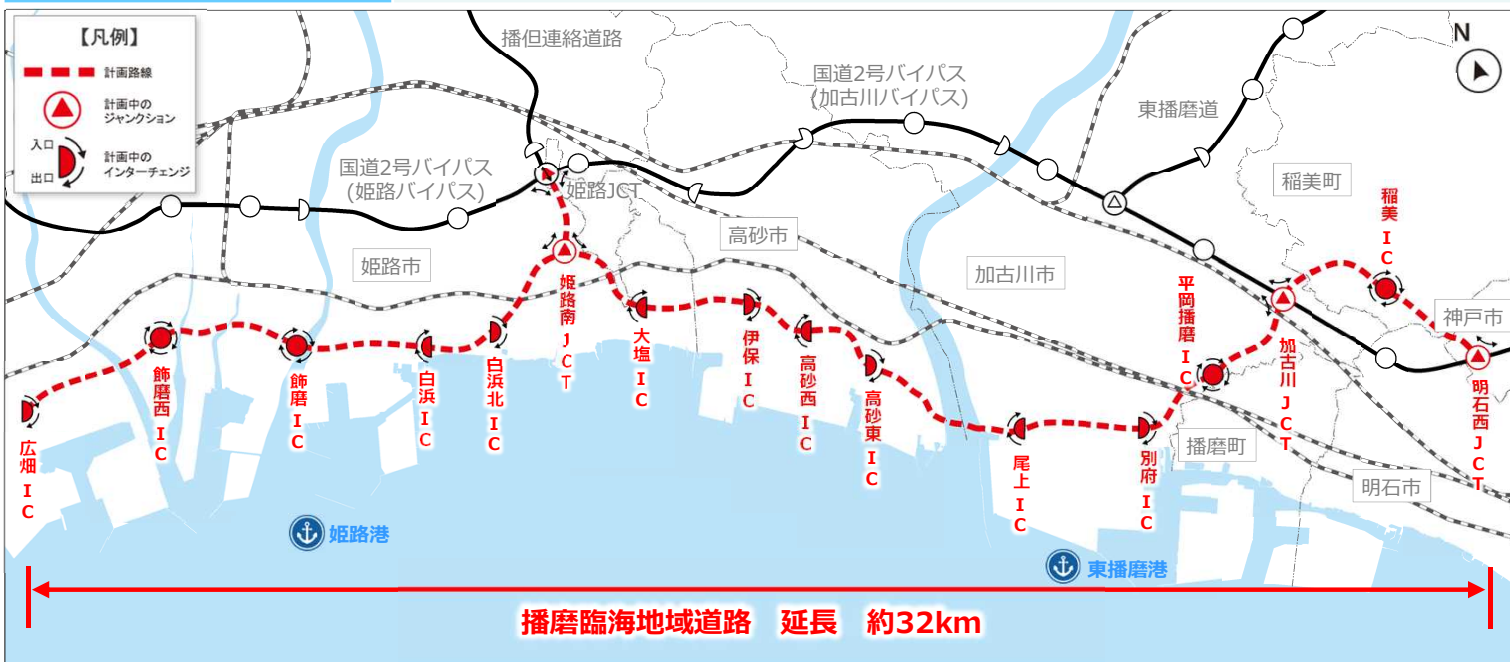 【凡例】
計画路線
計画中の
ジャンクション
入口
出口
計画中の
インターチェンジ
播但連絡道路
国道2号バイパス
(加古川バイパス)
東播磨道
N
国道2号バイパス
(姫路バイパス)
姫路JCT
稲美町
姫路市
高砂市
加古川市
神戸市
播磨町
明石市
広畑IC
飾磨西IC
飾磨IC
白浜IC
白浜北IC
姫路南JCT
大塩IC
伊保IC
高砂西IC
高砂東IC
尾上IC
別府IC
平岡播磨IC
加古川JCT
稲美IC
明石西JCT
姫路港
東播磨港
播磨臨海地域道路 延長 約32km